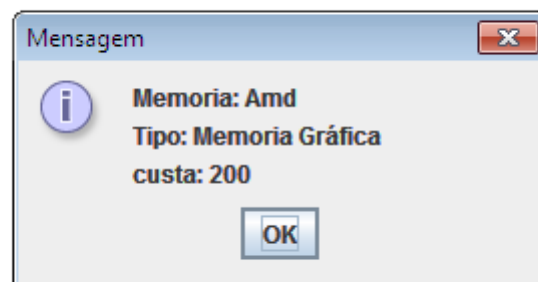 Mensagem
Memoria: Amd
Tipo: Memoria Gráfica
custa: 200
OK